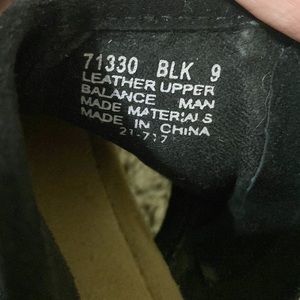 71330 BLK 9
LEATHER UPPER
BALANCE MAN
MADE MATERIALS
MADE IN CHINA